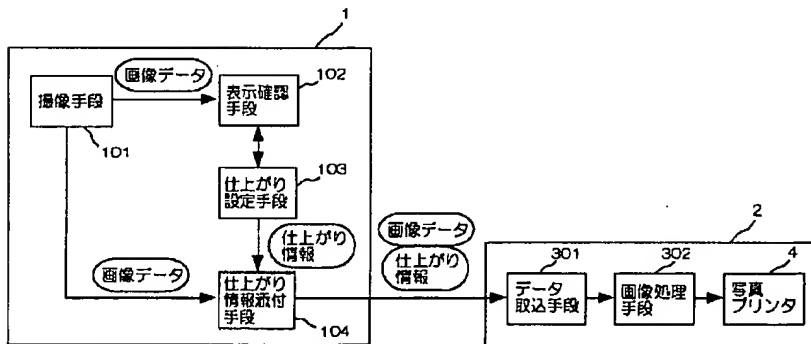 1
画像データ
102
撮像手段
表示確認
手段
101
103
仕上がり
設定手段
2
仕上がり
情報
画像データ
画像データ
仕上がり
情報
301
302
4
仕上がり
情報添付
手段
データ
取込手段
画像処理
手段
写真
プリンタ
104